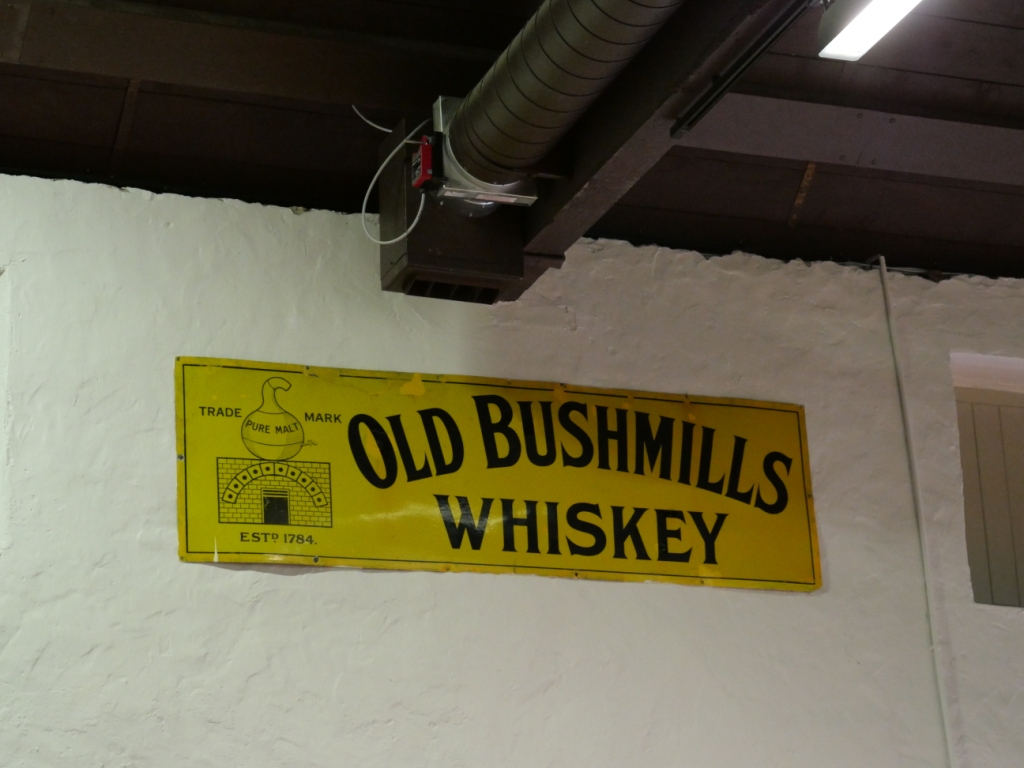 TRADE MARK
PURE MALT
ESTD 1784.
OLD BUSHMILLS
WHISKEY